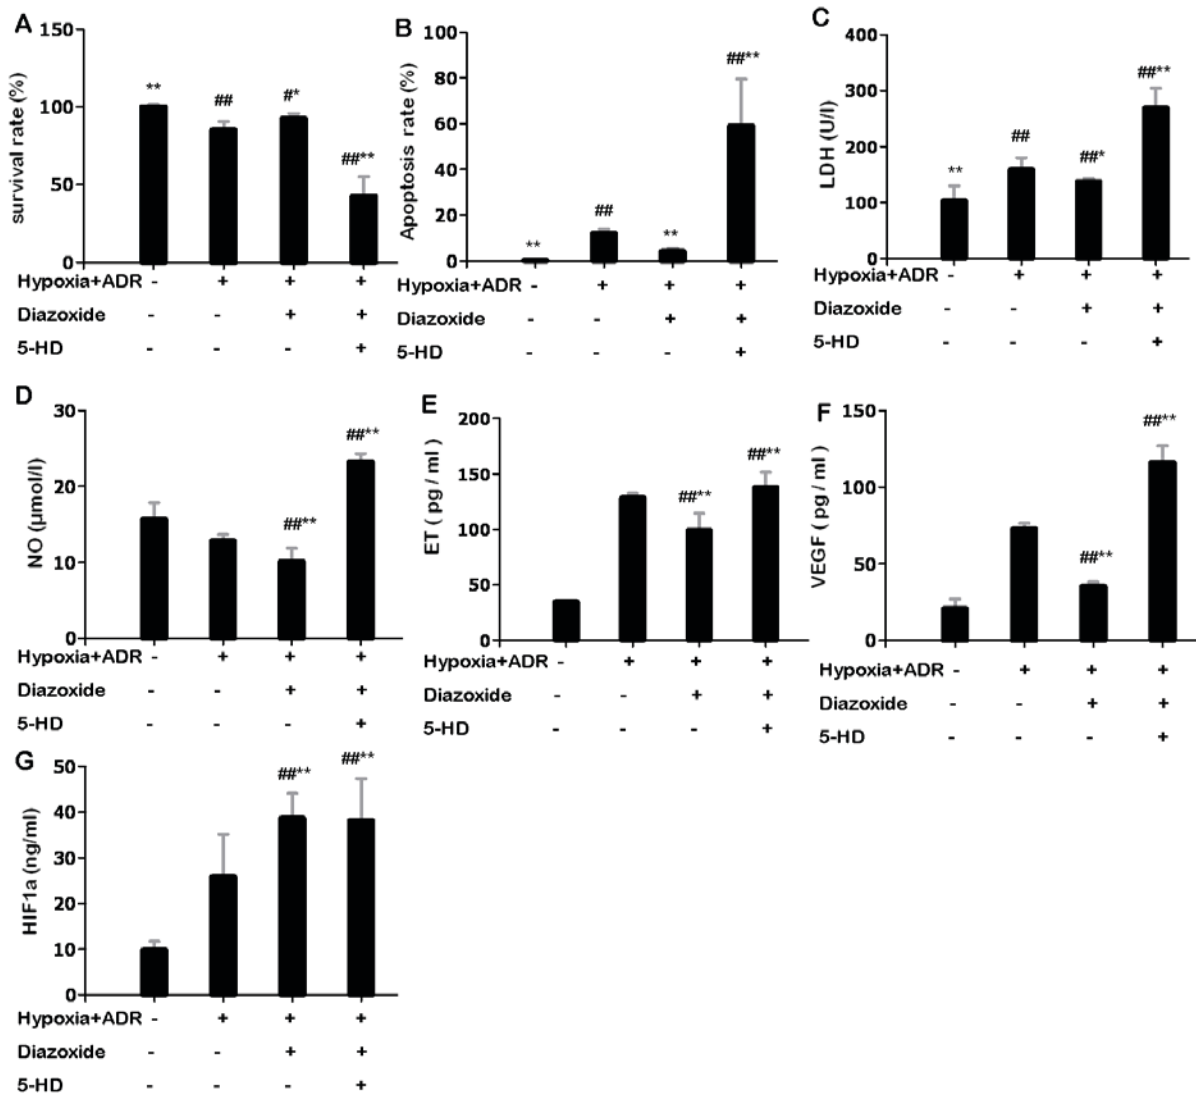 A
survival rate (%)
150
100
50
0
**
##
#*
##**
Hypoxia+ADR - + + +
Diazoxide - - + +
5-HD - - - +
B
Apoptosis rate (%)
100
80
60
40
20
0
**
##
**
##**
Hypoxia+ADR - + + +
Diazoxide - - + +
5-HD - - - +
C
LDH (U/l)
400
300
200
100
0
**
##
##*
##**
Hypoxia+ADR - + + +
Diazoxide - - + +
5-HD - - - +
D
NO (μmol/l)
30
20
10
0
##**
##**
Hypoxia+ADR - + + +
Diazoxide - - + +
5-HD - - - +
E
ET ( pg / ml )
200
150
100
50
0
##**
##**
Hypoxia+ADR - + + +
Diazoxide - - + +
5-HD - - - +
F
VEGF ( pg / ml )
150
100
50
0
##**
##**
Hypoxia+ADR - + + +
Diazoxide - - + +
5-HD - - - +
G
HIF1a (ng/ml)
50
40
30
20
10
0
##**
##**
Hypoxia+ADR - + + +
Diazoxide - - + +
5-HD - - - +